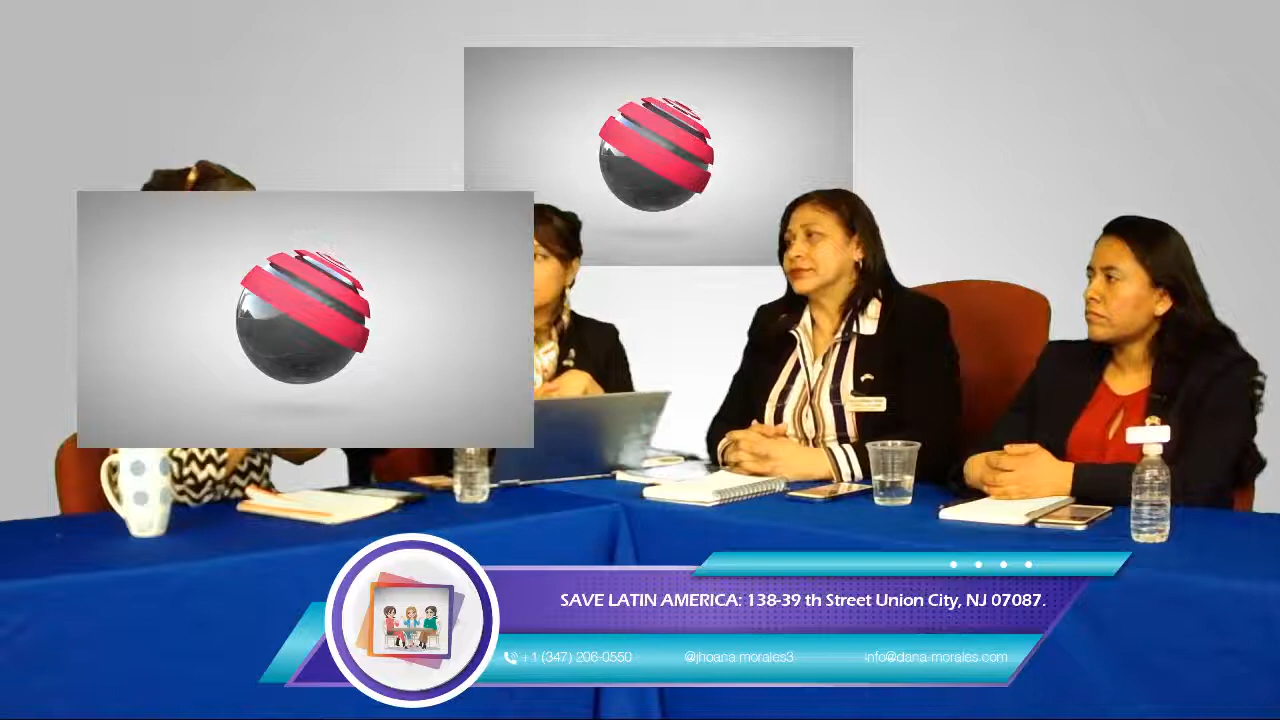 SAVE LATIN AMERICA: 138-39 th Street Union City, NJ 07087.
+1 (347) 206-0550 @jhoana.morales3 info@dana-morales.com